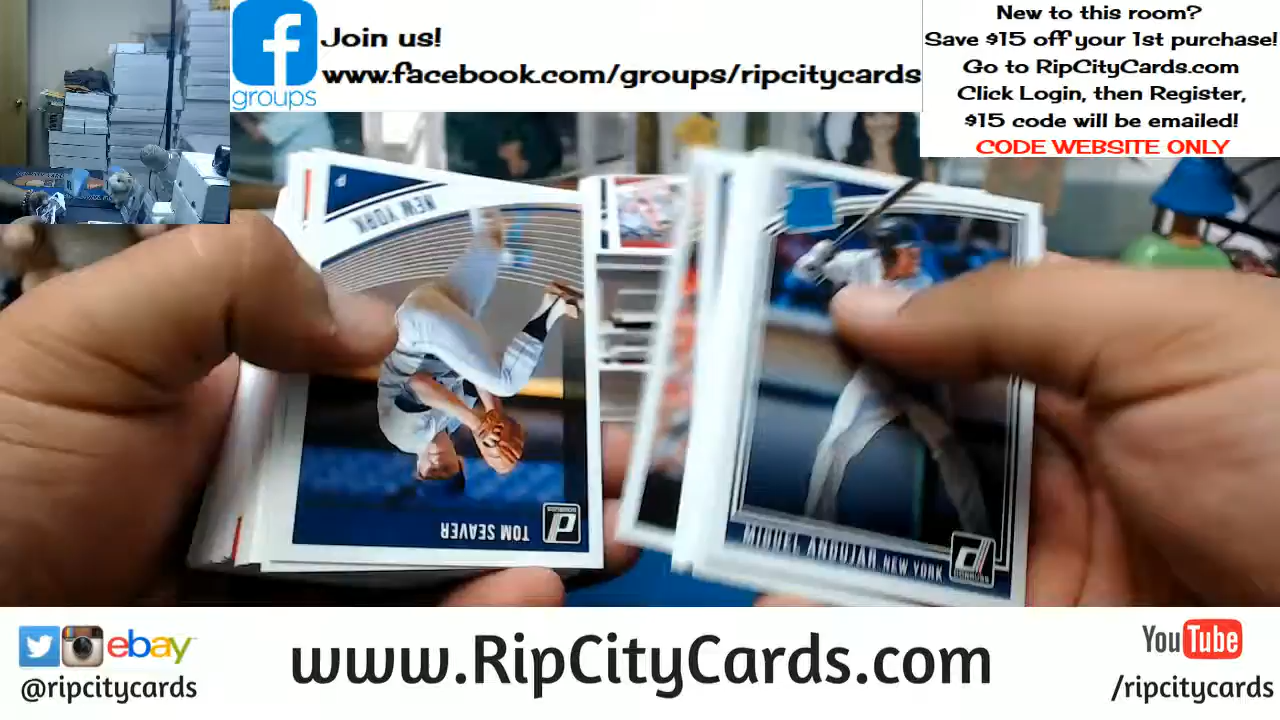 f
groups
Join us!
www.facebook.com/groups/ripcitycards
New to this room?
Save $15 off your 1st purchase!
Go to RipCityCards.com
Click Login, then Register,
$15 code will be emailed!
CODE WEBSITE ONLY
NEW YORK
P
TOM SEAVER
DONRUSS
MIGUEL ANDUJAR NEW YORK
DONRUSS
ebay
@ripcitycards
www.RipCityCards.com
YouTube
/ripcitycards